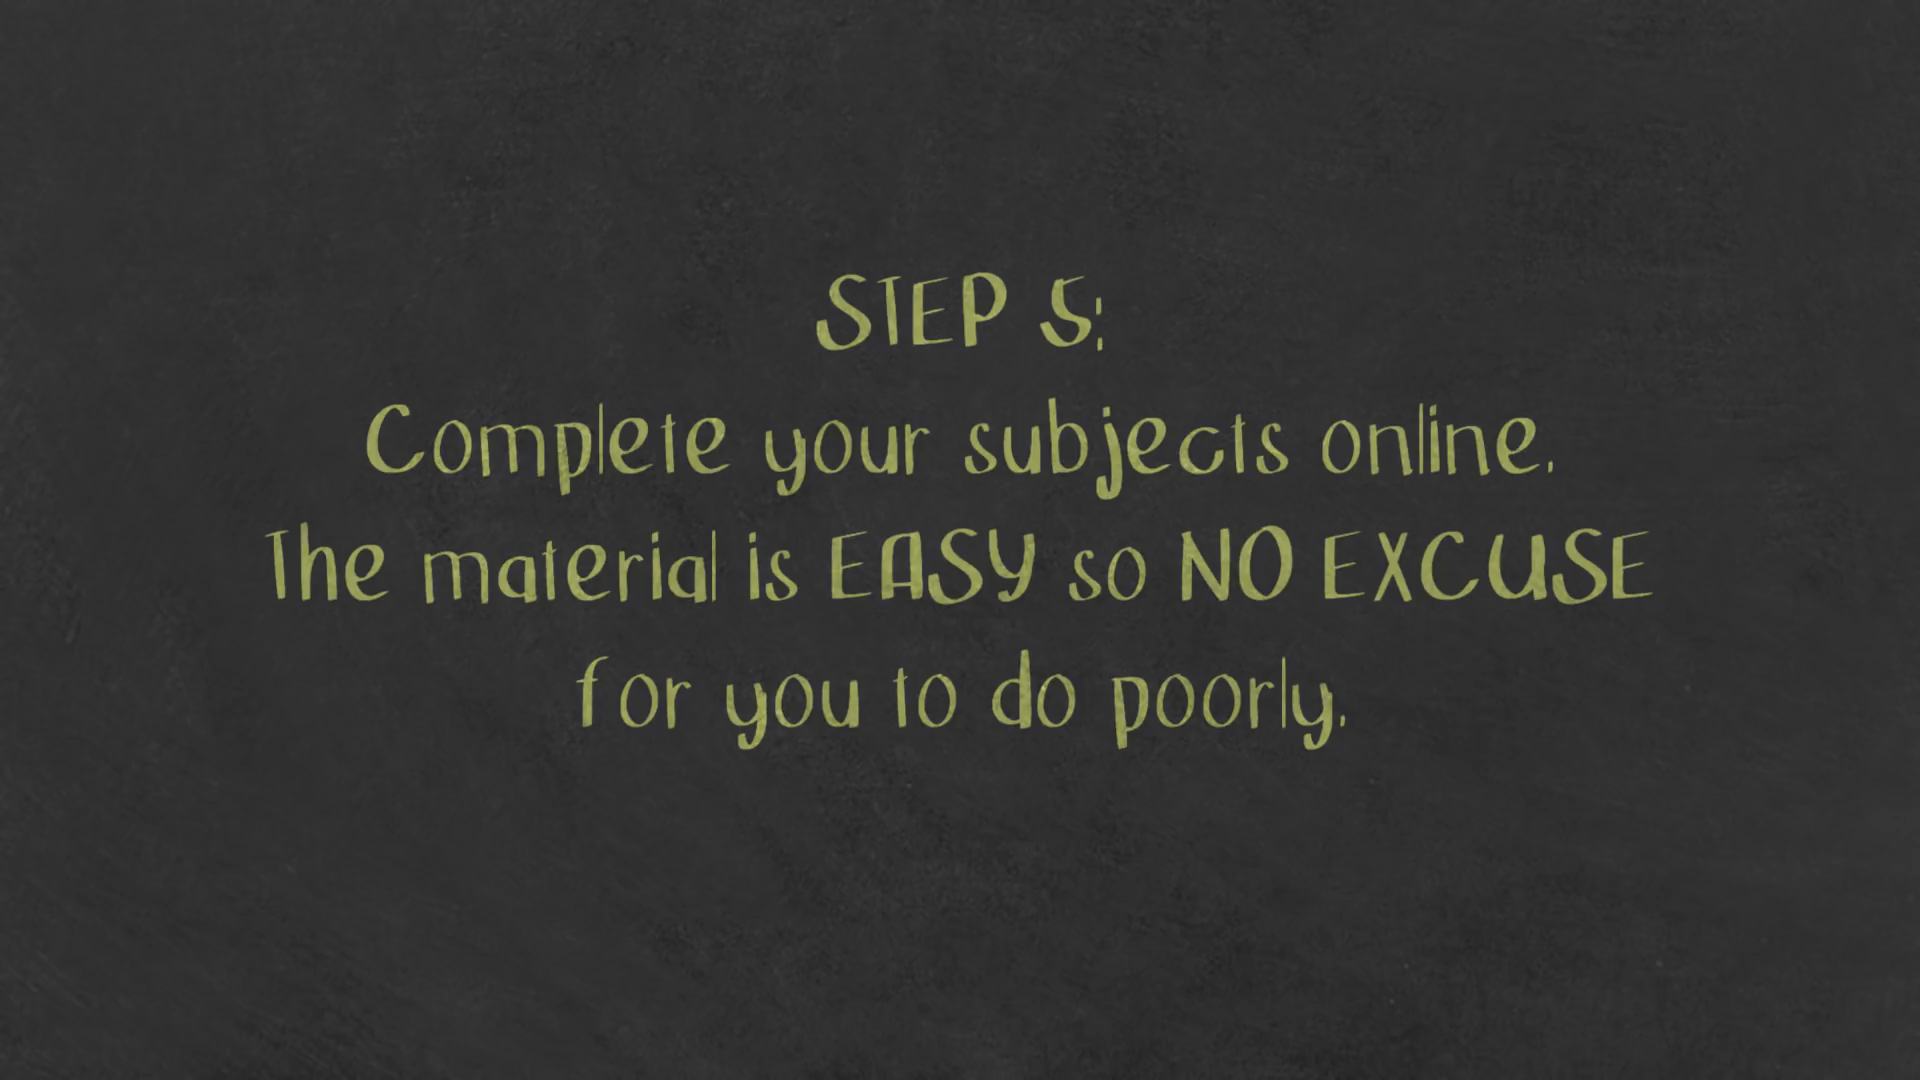 STEP 5:
Complete your subjects online.
The material is EASY so NO EXCUSE
for you to do poorly.